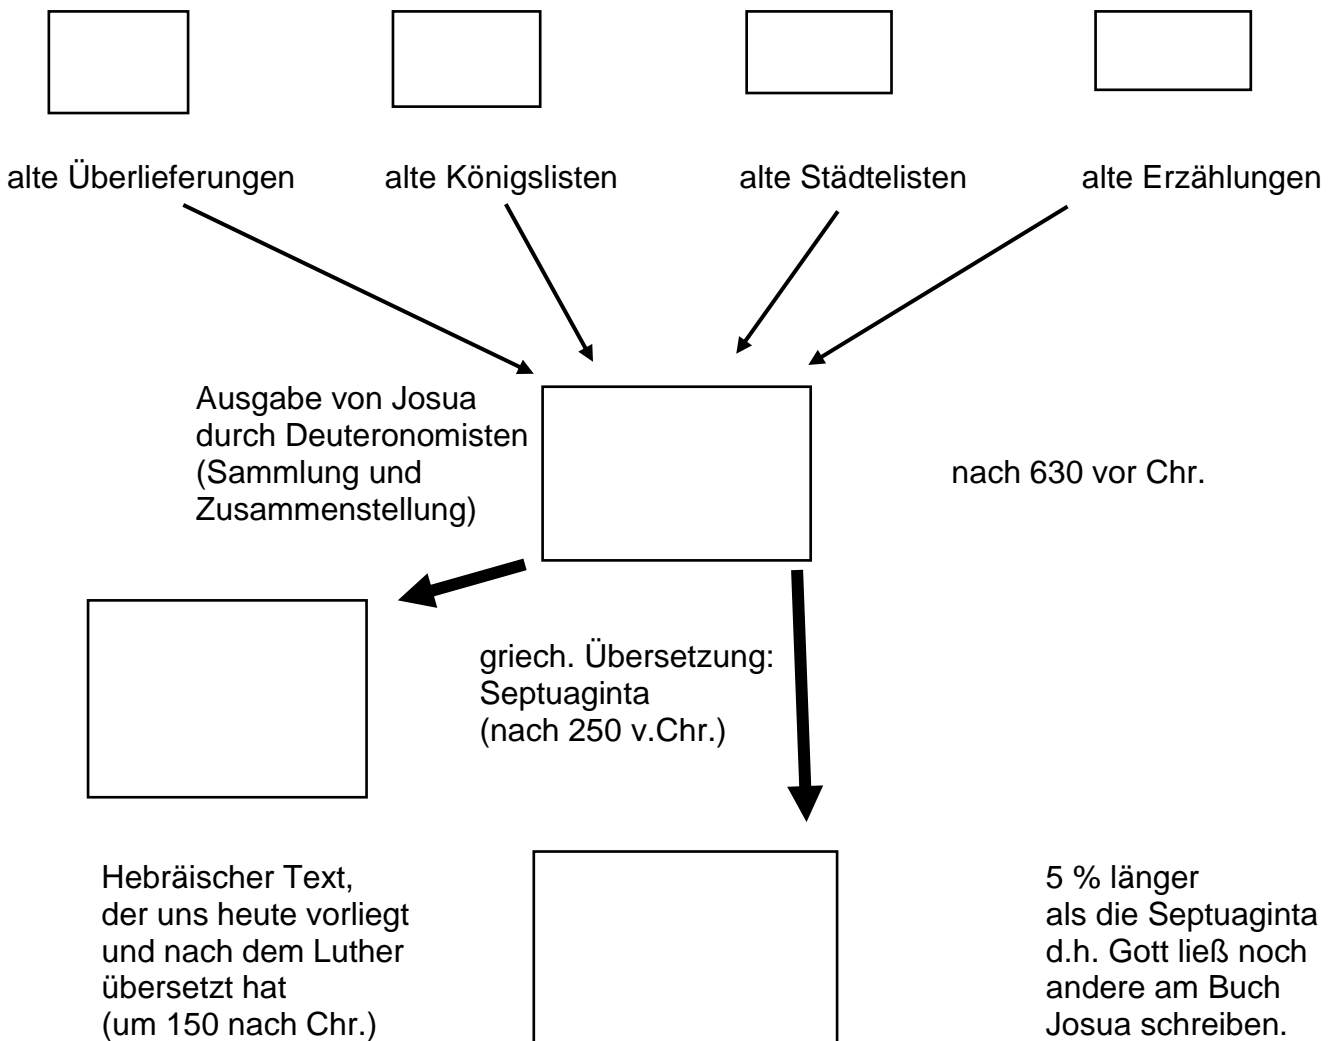 alte Überlieferungen
alte Königslisten
alte Städtelisten
alte Erzählungen
Ausgabe von Josua
durch Deuteronomisten
(Sammlung und
Zusammenstellung)
nach 630 vor Chr.
griech. Übersetzung:
Septuaginta
(nach 250 v.Chr.)
Hebräischer Text,
der uns heute vorliegt
und nach dem Luther
übersetzt hat
(um 150 nach Chr.)
5 % länger
als die Septuaginta
d.h. Gott ließ noch
andere am Buch
Josua schreiben.